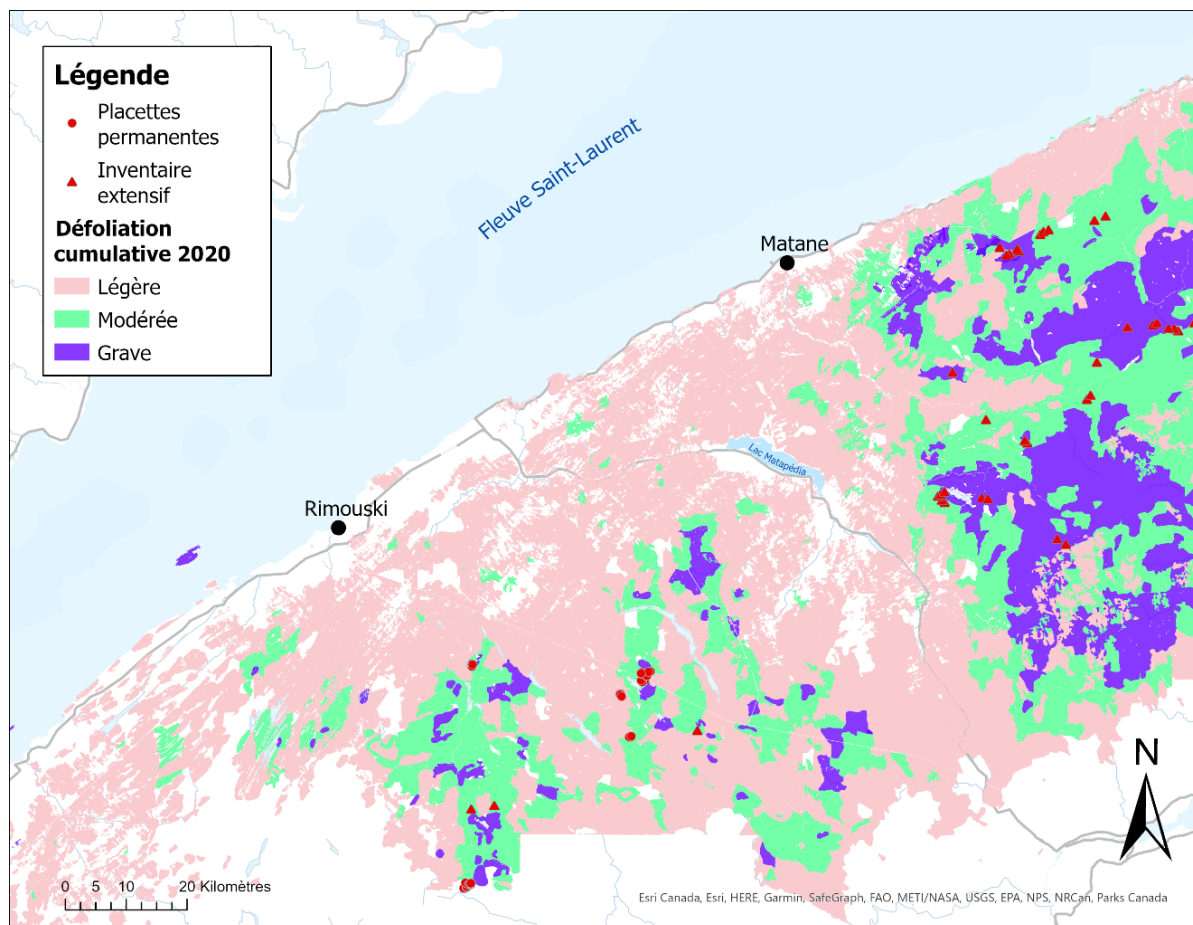 Légende
Placettes
permanentes
Inventaire
extensif
Défoliation
cumulative 2020
Légère
Modérée
Grave
Fleuve Saint-Laurent
Matane
Lac Matapédia
Rimouski
N
0 5 10 20 Kilomètres
Esri Canada, Esri, HERE, Garmin, SafeGraph, FAO, METI/NASA, USGS, EPA, NPS, NRCan, Parks Canada